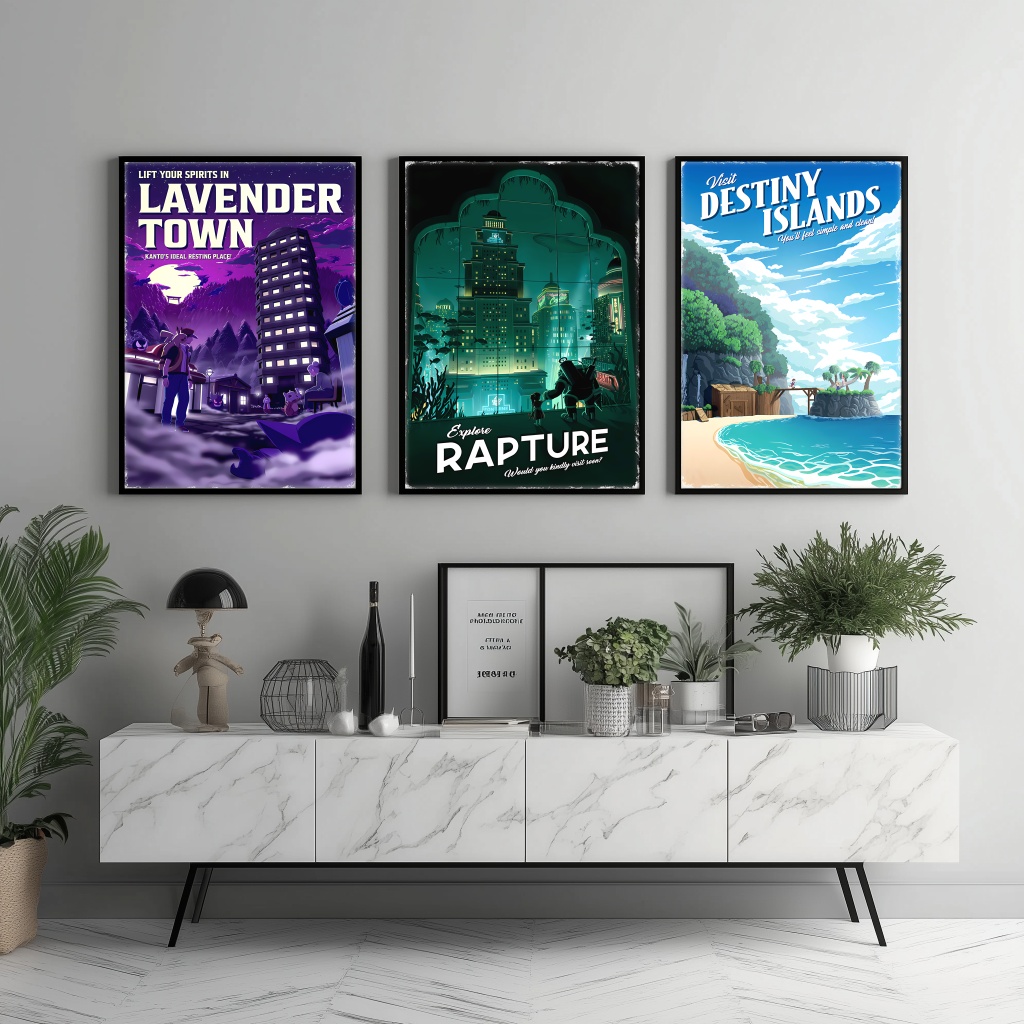 LIFT YOUR SPIRITS IN
LAVENDER
TOWN
KANTO'S IDEAL RESTING PLACE!
Explore
RAPTURE
Would you kindly visit soon?
Visit
DESTINY
ISLANDS
You'll feel simple and clean!